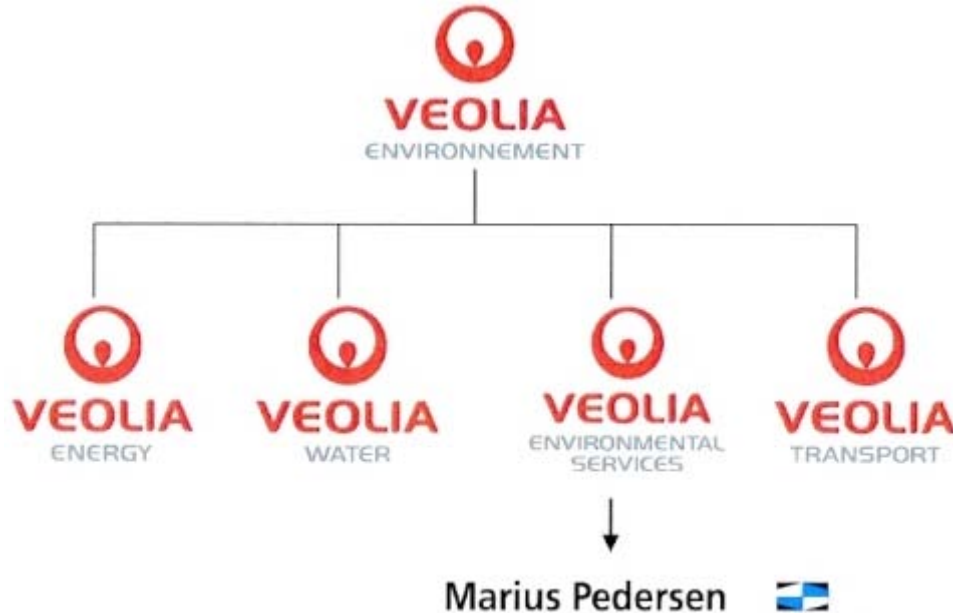 VEOLIA
ENVIRONNEMENT
VEOLIA
ENERGY
VEOLIA
WATER
VEOLIA
ENVIRONMENTAL
SERVICES
VEOLIA
TRANSPORT
Marius Pedersen